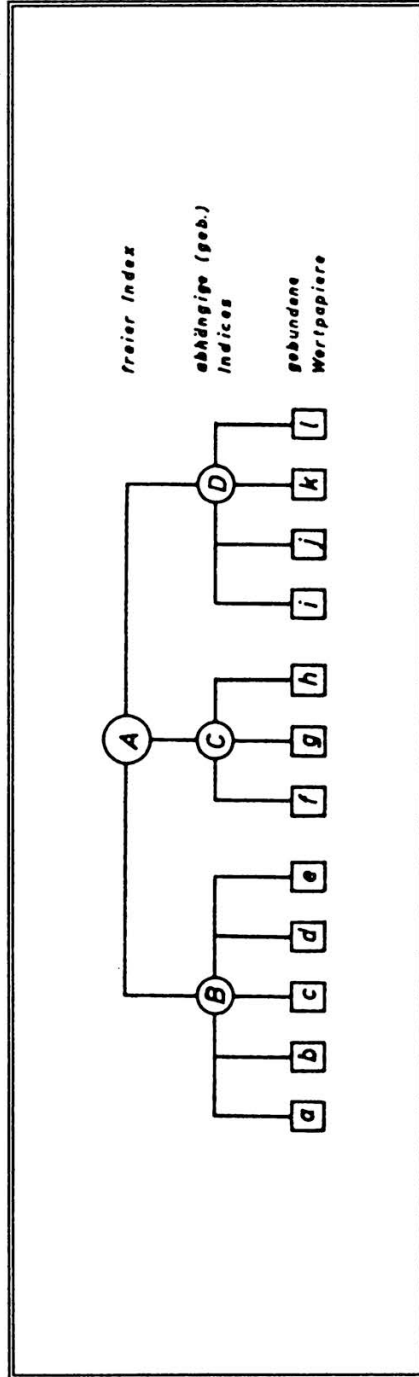 freier Index
abhängige (geb.)
Indices
gebundene
Wertpapiere
A
B
C
D
a
b
c
d
e
f
g
h
i
j
k
l